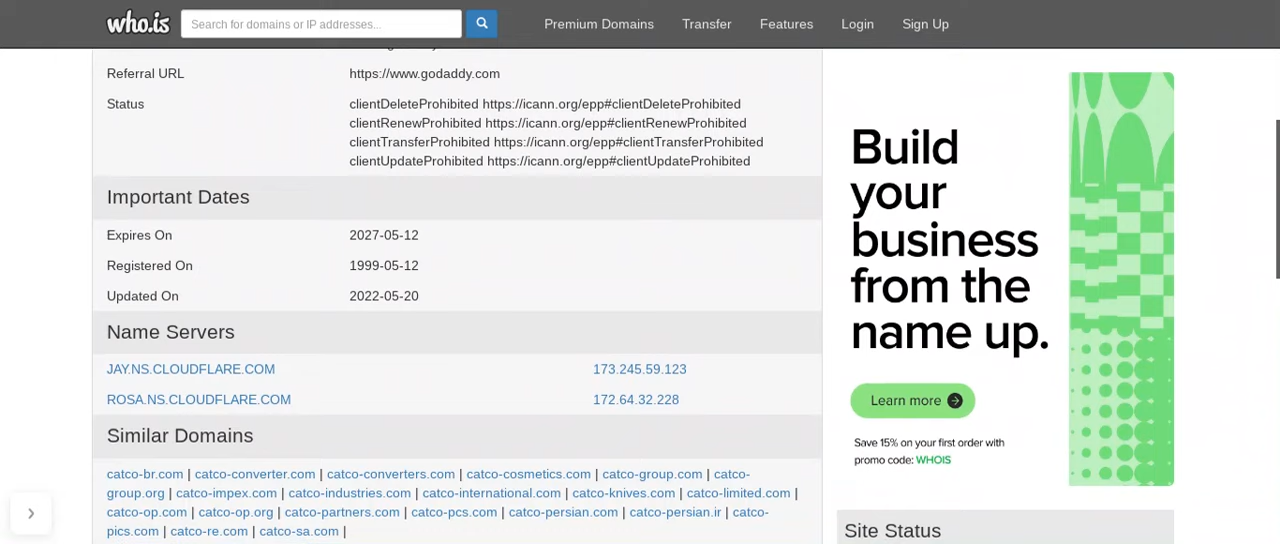 who.is Search for domains or IP addresses... Premium Domains Transfer Features Login Sign Up
Referral URL https://www.godaddy.com
Status clientDeleteProhibited https://icann.org/epp#clientDeleteProhibited
clientRenewProhibited https://icann.org/epp#clientRenewProhibited
clientTransferProhibited https://icann.org/epp#clientTransferProhibited
clientUpdateProhibited https://icann.org/epp#clientUpdateProhibited
Important Dates
Expires On 2027-05-12
Registered On 1999-05-12
Updated On 2022-05-20
Name Servers
JAY.NS.CLOUDFLARE.COM 173.245.59.123
ROSA.NS.CLOUDFLARE.COM 172.64.32.228
Similar Domains
catco-br.com | catco-converter.com | catco-converters.com | catco-cosmetics.com | catco-group.com | catco-
group.org | catco-impex.com | catco-industries.com | catco-international.com | catco-knives.com | catco-limited.com |
catco-op.com | catco-op.org | catco-partners.com | catco-pcs.com | catco-persian.com | catco-persian.ir | catco-
pics.com | catco-re.com | catco-sa.com |
Build
your
business
from the
name up.
Learn more
Save 15% on your first order with
promo code: WHOIS
Site Status